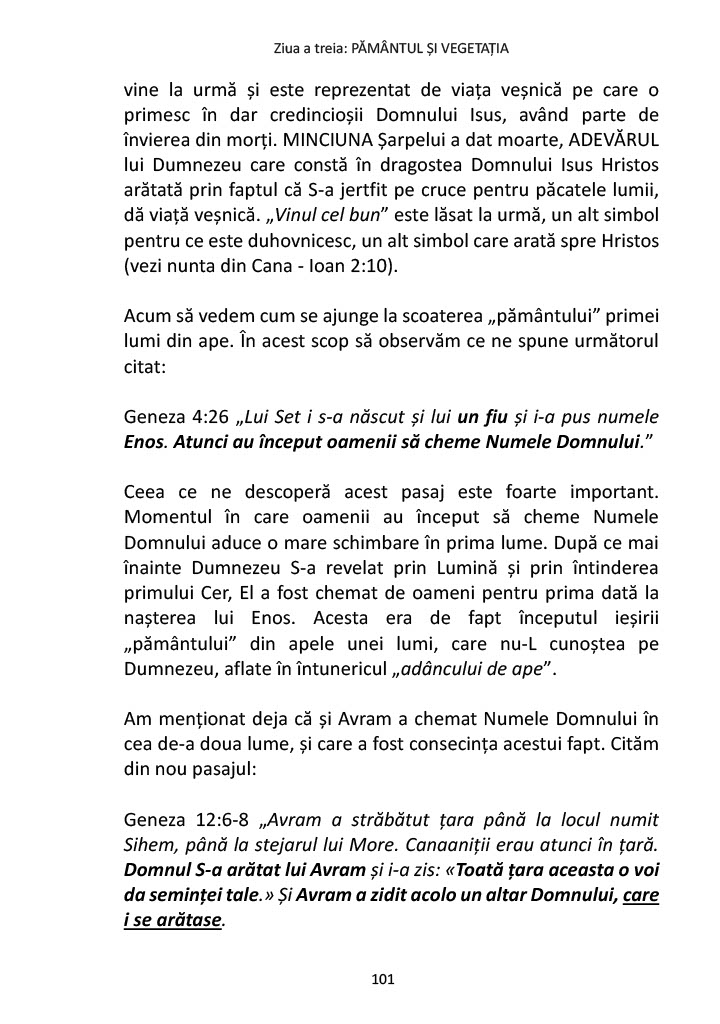 Ziua a treia: PĂMÂNTUL ȘI VEGETAȚIA
vine la urmă și este reprezentat de viața veșnică pe care o
primesc în dar credincioșii Domnului Isus, având parte de
învierea din morți. MINCIUNA Șarpelui a dat moarte, ADEVĂRUL
lui Dumnezeu care constă în dragostea Domnului Isus Hristos
arătată prin faptul că S-a jertfit pe cruce pentru păcatele lumii,
dă viață veșnică. „Vinul cel bun” este lăsat la urmă, un alt simbol
pentru ce este duhovnicesc, un alt simbol care arată spre Hristos
(vezi nunta din Cana - Ioan 2:10).
Acum să vedem cum se ajunge la scoaterea „pământului” primei
lumi din ape. În acest scop să observăm ce ne spune următorul
citat:
Geneza 4:26 „Lui Set i s-a născut și lui un fiu și i-a pus numele
Enos. Atunci au început oamenii să cheme Numele Domnului.”
Ceea ce ne descoperă acest pasaj este foarte important.
Momentul în care oamenii au început să cheme Numele
Domnului aduce o mare schimbare în prima lume. După ce mai
înainte Dumnezeu S-a revelat prin Lumină și prin întinderea
primului Cer, El a fost chemat de oameni pentru prima dată la
nașterea lui Enos. Acesta era de fapt începutul ieșirii
„pământului” din apele unei lumi, care nu-L cunoștea pe
Dumnezeu, aflate în întunericul „adâncului de ape”.
Am menționat deja că și Avram a chemat Numele Domnului în
cea de-a doua lume, și care a fost consecința acestui fapt. Cităm
din nou pasajul:
Geneza 12:6-8 „Avram a străbătut țara până la locul numit
Sihem, până la stejarul lui More. Canaaniții erau atunci în țară.
Domnul S-a arătat lui Avram și i-a zis: «Toată țara aceasta o voi
da seminței tale.» Și Avram a zidit acolo un altar Domnului, care
i se arătase.
101